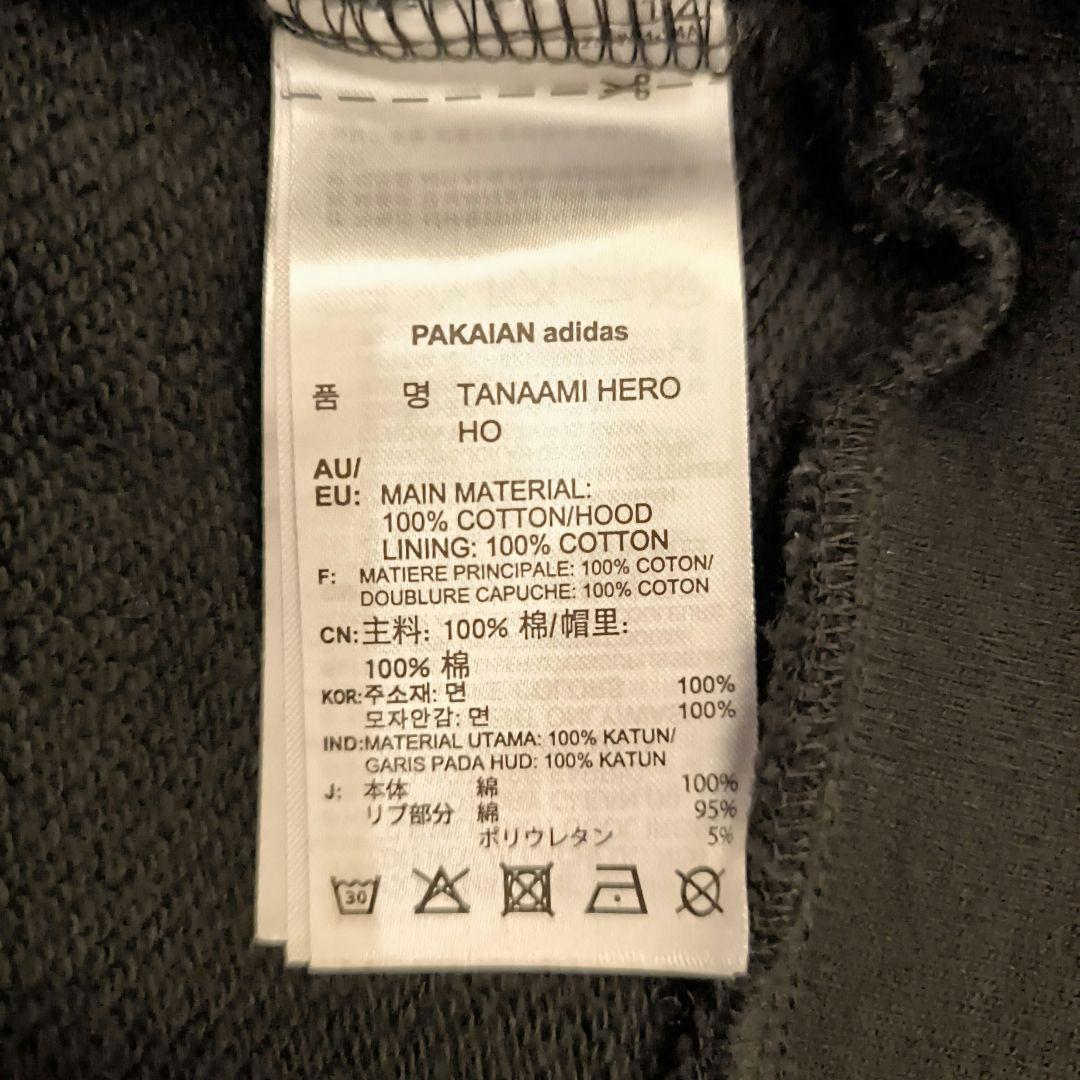 PAKAIAN adidas
품 명 TANAAMI HERO
HO
AU/
EU: MAIN MATERIAL:
100% COTTON/HOOD
LINING: 100% COTTON
F: MATIERE PRINCIPALE: 100% COTON/
DOUBLURE CAPUCHE: 100% COTON
CN: 主料: 100% 棉/帽里:
100% 棉
KOR: 주소재: 면 100%
모자안감: 면 100%
IND: MATERIAL UTAMA: 100% KATUN/
GARIS PADA HUD: 100% KATUN
J: 本体 綿 100%
リブ部分 綿 95%
ポリウレタン 5%
30